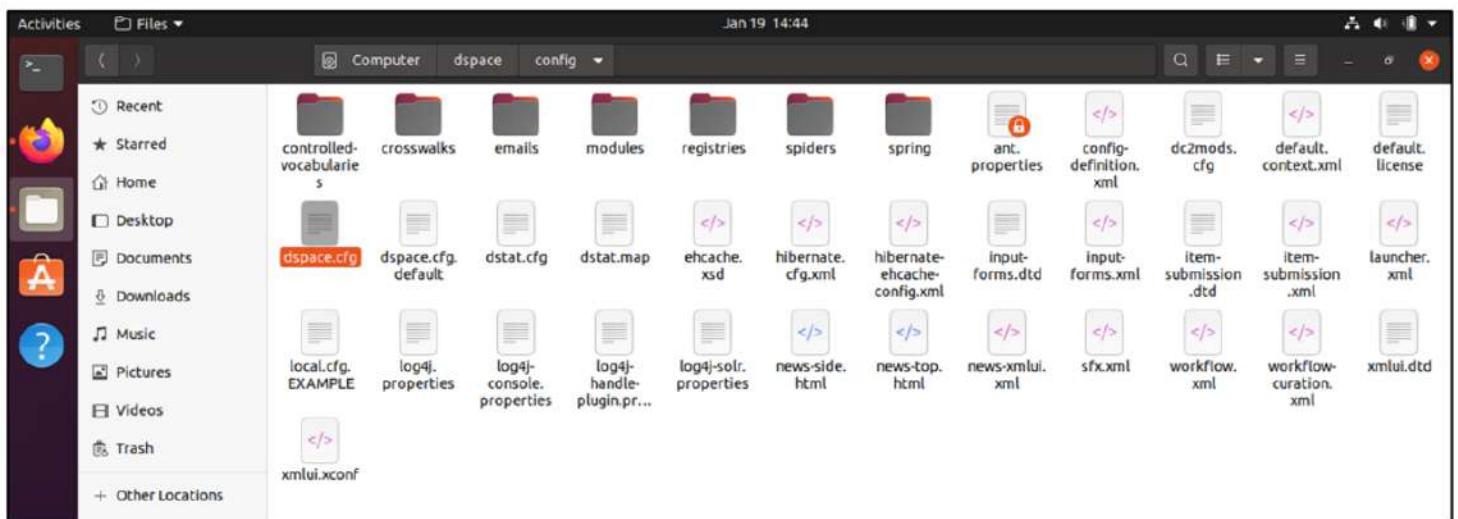 Activities Files Jan 19 14:44
Computer dspace config
Recent
Starred
Home
Desktop
Documents
Downloads
Music
Pictures
Videos
Trash
Other Locations
controlled-
vocabularie
s
crosswalks
emails
modules
registries
spiders
spring
ant.
properties
config-
definition.
xml
dc2mods.
cfg
default.
context.xml
default.
license
dspace.cfg
dspace.cfg.
default
dstat.cfg
dstat.map
ehcache.
xsd
hibernate.
cfg.xml
hibernate-
ehcache-
config.xml
input-
forms.dtd
input-
forms.xml
item-
submission
.dtd
item-
submission
.xml
launcher.
xml
local.cfg.
EXAMPLE
log4j.
properties
log4j-
console.
properties
log4j-
handle-
plugin.pr...
log4j-solr.
properties
news-side.
html
news-top.
html
news-xmlui.
xml
sfx.xml
workflow.
xml
workflow-
curation.
xml
xmlui.dtd
xmlui.xconf